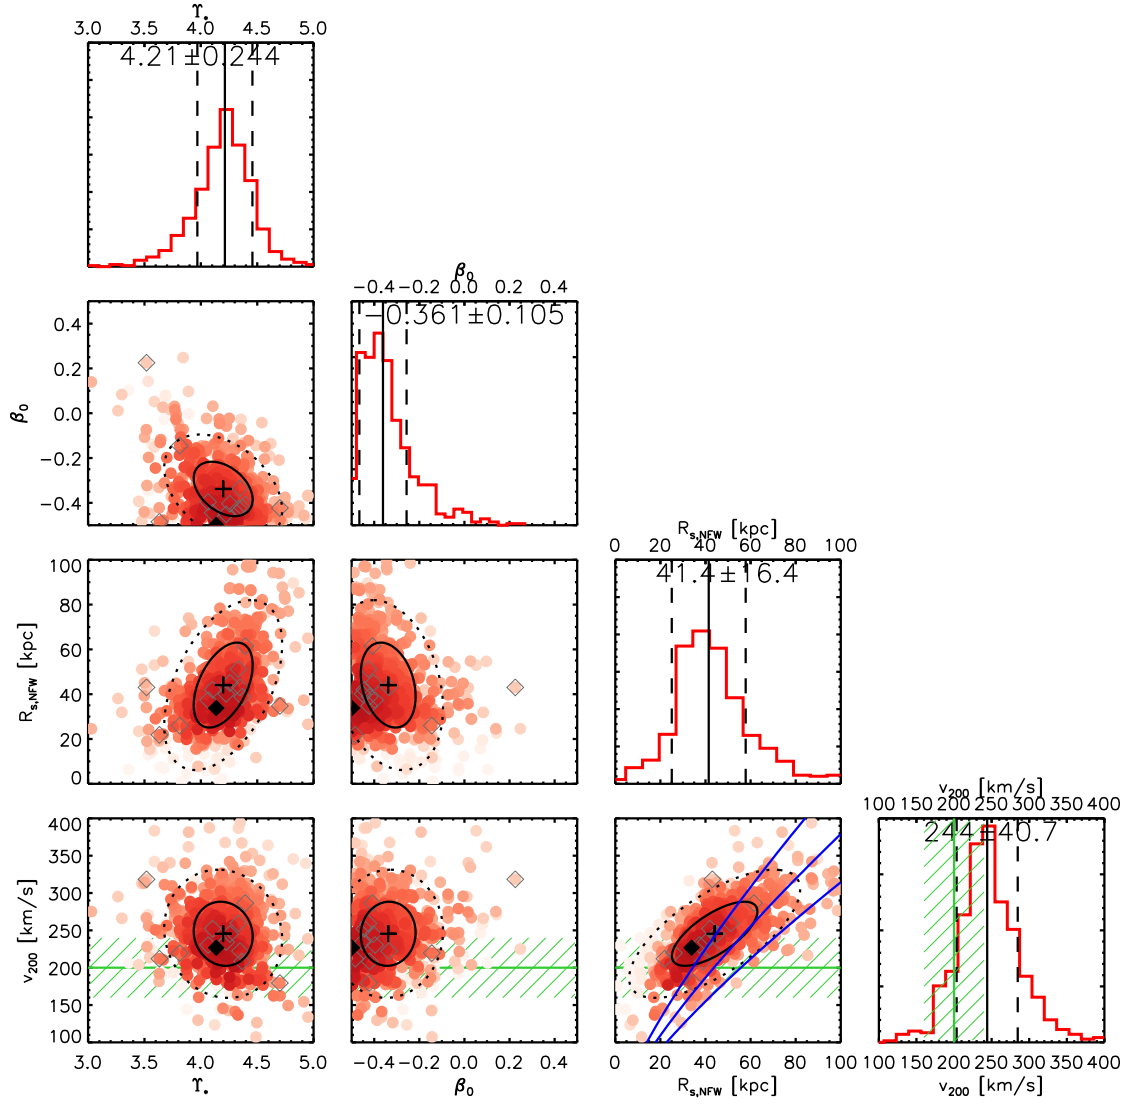 ϒ*
3.0 3.5 4.0 4.5 5.0
4.21±0.244
β0
−0.4 −0.2 0.0 0.2 0.4
−0.361±0.105
0.4
0.2
0.0
−0.2
−0.4
β0
Rs,NFW [kpc]
0 20 40 60 80 100
41.4±16.4
100
80
60
40
20
0
Rs,NFW [kpc]
v200 [km/s]
100 150 200 250 300 350 400
244±40.7
400
350
300
250
200
150
100
v200 [km/s]
3.0 3.5 4.0 4.5 5.0
ϒ*
−0.4 −0.2 0.0 0.2 0.4
β0
0 20 40 60 80 100
Rs,NFW [kpc]
100 150 200 250 300 350 400
v200 [km/s]